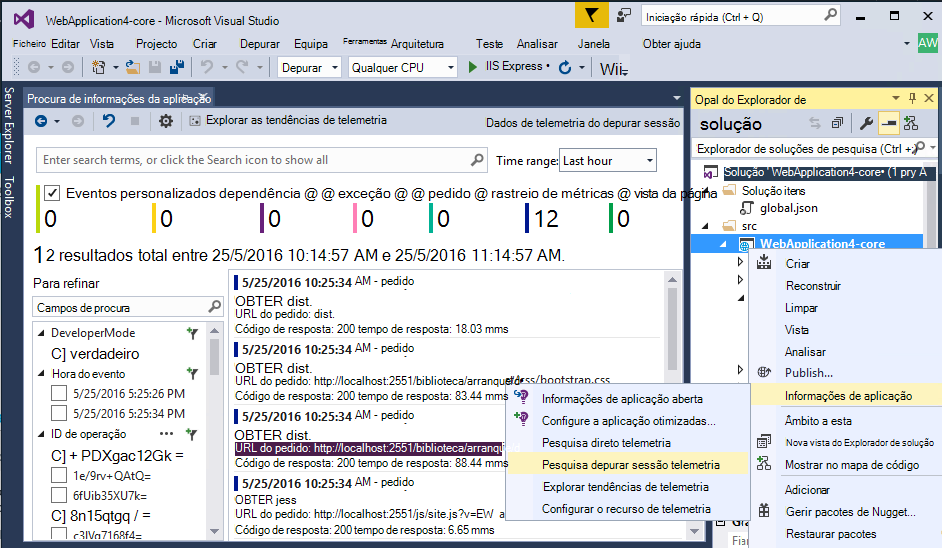 WebApplication4-core - Microsoft Visual Studio
Iniciação rápida (Ctrl + Q)
Ficheiro Editar Vista Projecto Criar Depurar Equipa Ferramentas Arquitetura Teste Analisar Janela Obter ajuda
AW
Depurar Qualquer CPU IIS Express
Server Explorer
Toolbox
Procura de informações da aplicação
Explorar as tendências de telemetria
Dados de telemetria do depurar sessão
Enter search terms, or click the Search icon to show all
Time range: Last hour
Eventos personalizados dependência @ @ exceção @ @ pedido @ rastreio de métricas @ vista da página
0 0 0 0 0 12 0
12 resultados total entre 25/5/2016 10:14:57 AM e 25/5/2016 11:14:57 AM.
Para refinar
Campos de procura
DeveloperMode
C] verdadeiro
Hora do evento
5/25/2016 5:25:26 PM
5/25/2016 5:25:34 PM
ID de operação
C] + PDXgac12Gk =
1e/9rv+QAtQ=
6fUib35XU7k=
C] 8n15qtgq / =
c3IVg7168f4=
5/25/2016 10:25:34 AM - pedido
OBTER dist.
URL do pedido: dist.
Código de resposta: 200 tempo de resposta: 18.03 mms
5/25/2016 10:25:34 AM - pedido
OBTER dist.
URL do pedido: http://localhost:2551/biblioteca/arranque/css/bootstrap.css
Código de resposta: 200 tempo de resposta: 83.44 mms
5/25/2016 10:25:34 AM - pedido
OBTER dist.
URL do pedido: http://localhost:2551/biblioteca/arranqu
Código de resposta: 200 tempo de resposta: 88.44 mms
5/25/2016 10:25:34 AM - pedido
OBTER jess
URL do pedido: http://localhost:2551/js/site.js?v=EW
Código de resposta: 200 tempo de resposta: 6.65 mms
Opal do Explorador de
solução
Explorador de soluções de pesquisa (Ctrl +
Solução "WebApplication4-core• (1 pry A
Solução itens
global.json
src
WebApplication4-core
Criar
Reconstruir
Limpar
Vista
Analisar
Publish...
Informações de aplicação
Âmbito a esta
Nova vista do Explorador de solução
Mostrar no mapa de código
Adicionar
Gerir pacotes de Nugget...
Restaurar pacotes
Informações de aplicação aberta
Configure a aplicação otimizadas...
Pesquisa direto telemetria
Pesquisa depurar sessão telemetria
Explorar tendências de telemetria
Configurar o recurso de telemetria